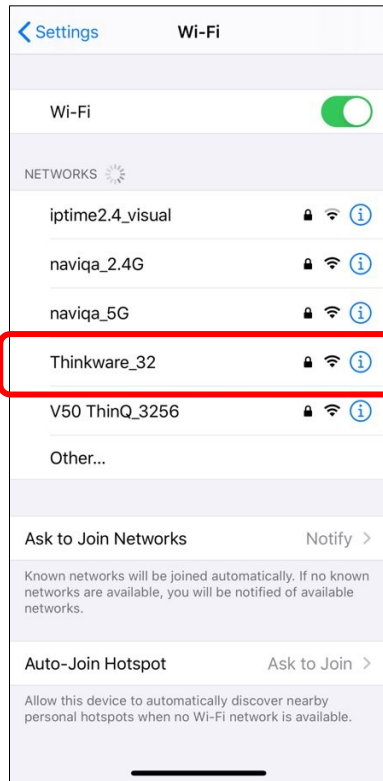 Settings
Wi-Fi
Wi-Fi
NETWORKS
iptime2.4_visual
naviqa_2.4G
naviqa_5G
Thinkware_32
V50 ThinQ_3256
Other...
Ask to Join Networks Notify
Known networks will be joined automatically. If no known
networks are available, you will be notified of available
networks.
Auto-Join Hotspot Ask to Join
Allow this device to automatically discover nearby
personal hotspots when no Wi-Fi network is available.